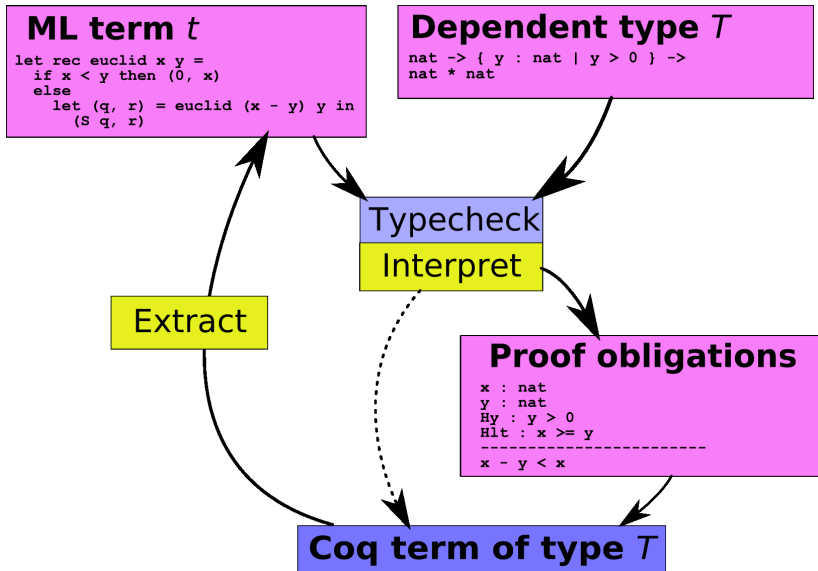 ML term t
let rec euclid x y =
  if x < y then (0, x)
  else
    let (q, r) = euclid (x - y) y in
      (S q, r)
Dependent type T
nat -> { y : nat | y > 0 } ->
nat * nat
Typecheck
Interpret
Extract
Proof obligations
x : nat
y : nat
Hy : y > 0
Hlt : x >= y
------------------------
x - y < x
Coq term of type T